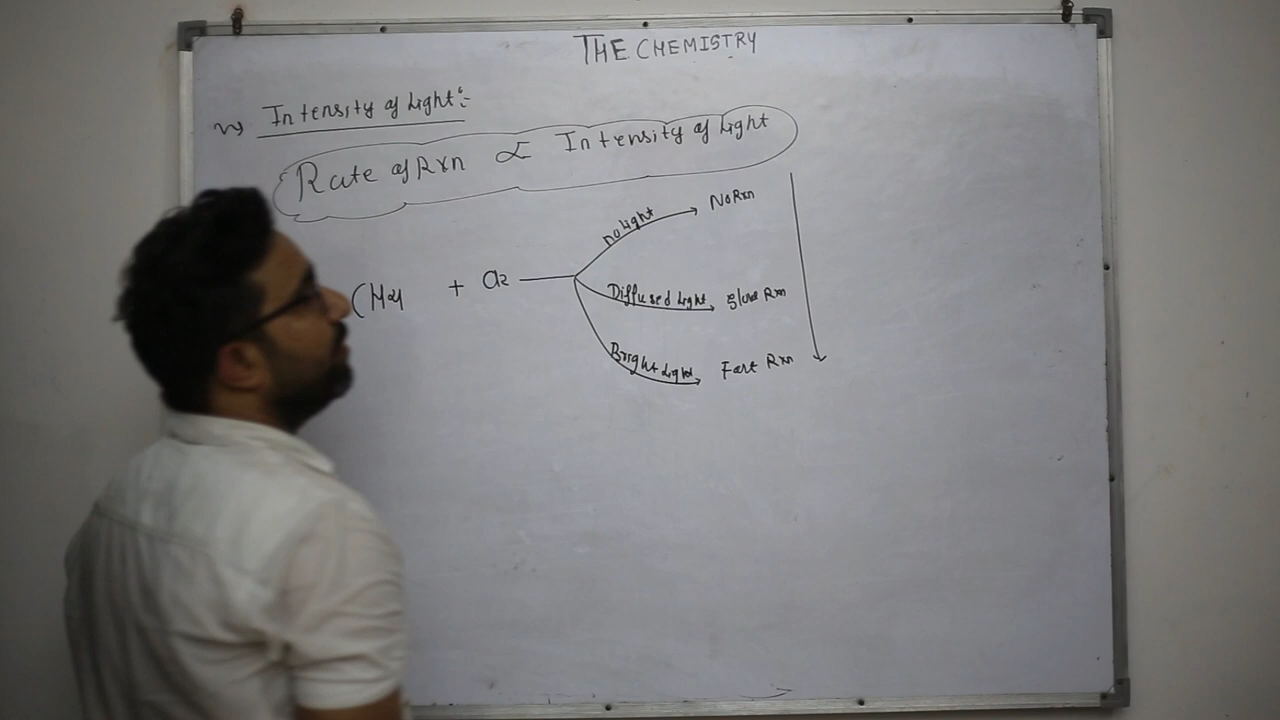 THE CHEMISTRY
Intensity of Light :-
Rate of Rxn ∝ Intensity of Light
no Light
No Rxn
CH4 + Cl2
Diffused Light
Slow Rxn
Bright Light
Fast Rxn